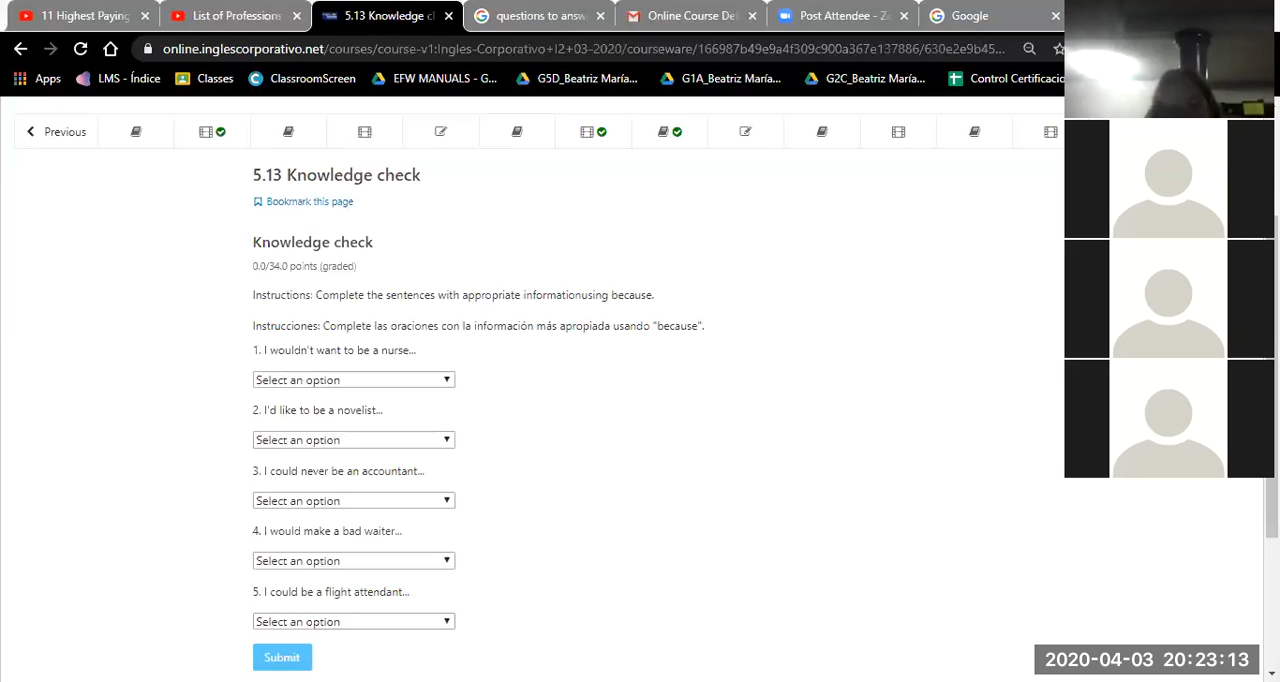 11 Highest Paying
List of Professions
5.13 Knowledge c
questions to answ
Online Course De
Post Attendee - Z
Google
online.inglescorporativo.net/courses/course-v1:Ingles-Corporativo+I2+03-2020/courseware/166987b49e9a4f309c900a367e137886/630e2e9b45...
Apps
LMS - Índice
Classes
ClassroomScreen
EFW MANUALS - G...
G5D_Beatriz María...
G1A_Beatriz María...
G2C_Beatriz María...
Control Certificacio
Previous
5.13 Knowledge check
Bookmark this page
Knowledge check
0.0/34.0 points (graded)
Instructions: Complete the sentences with appropriate informationusing because.
Instrucciones: Complete las oraciones con la información más apropiada usando "because".
1. I wouldn't want to be a nurse...
Select an option
2. I'd like to be a novelist...
Select an option
3. I could never be an accountant...
Select an option
4. I would make a bad waiter...
Select an option
5. I could be a flight attendant...
Select an option
Submit
2020-04-03 20:23:13